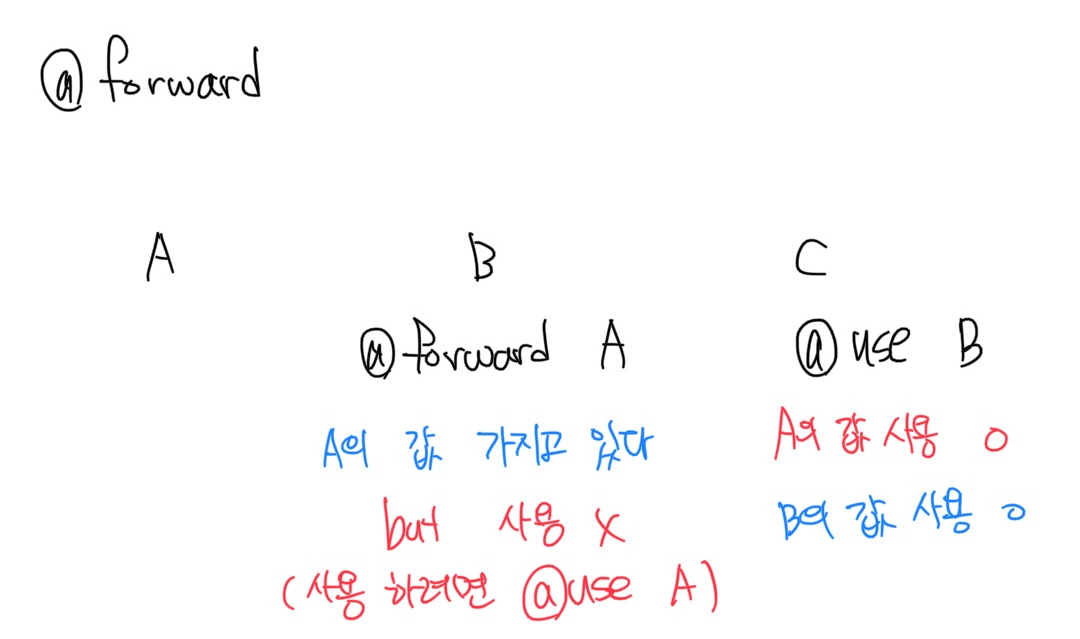 @forward
A B C
@forward A @use B
A의 값 가지고 있다 A의 값 사용 O
but 사용 X B의 값 사용 O
(사용 하려면 @use A)